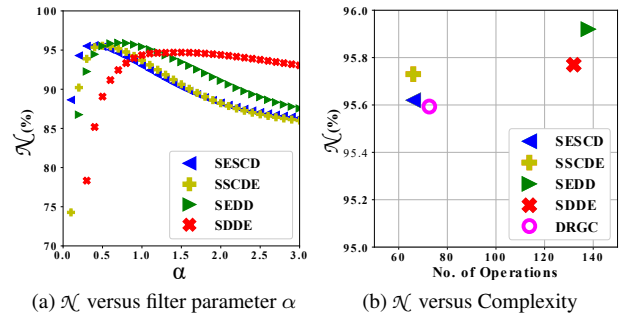 100
95
90
85
80
75
70
0.0 0.5 1.0 1.5 2.0 2.5 3.0
𝒩(%)
α
SESCD
SSCDE
SEDD
SDDE
(a) 𝒩 versus filter parameter α
96.0
95.8
95.6
95.4
95.2
95.0
60 80 100 120 140
𝒩(%)
No. of Operations
SESCD
SSCDE
SEDD
SDDE
DRGC
(b) 𝒩 versus Complexity